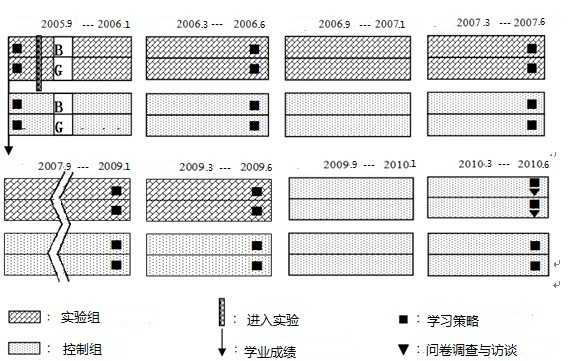 2005.9 --- 2006.1 2006.3 --- 2006.6 2006.9 --- 2007.1 2007.3 --- 2007.6
B
G
B
G
2007.9 --- 2009.1 2009.3 --- 2009.6 2009.9 --- 2010.1 2010.3 --- 2010.6
： 实验组 ： 进入实验 ：学习策略
： 控制组 ：学业成绩 ：问卷调查与访谈